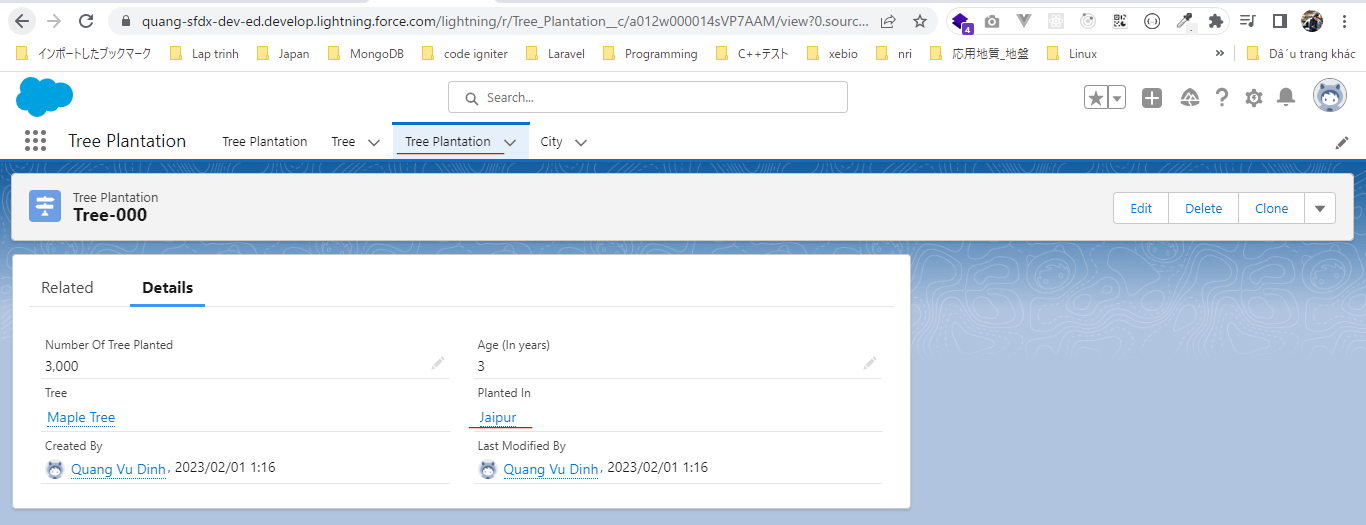 quang-sfdx-dev-ed.develop.lightning.force.com/lightning/r/Tree_Plantation__c/a012w000014sVP7AAM/view?0.sourc...
4
インポートしたブックマーク Lap trinh Japan MongoDB code igniter Laravel Programming C++テスト xebio nri 応用地質_地盤 Linux » Dấu trang khác
Search...
Tree Plantation Tree Plantation Tree Tree Plantation City
Tree Plantation
Tree-000
Edit Delete Clone
Related Details
Number Of Tree Planted Age (In years)
3,000 3
Tree Planted In
Maple Tree Jaipur
Created By Last Modified By
Quang Vu Dinh, 2023/02/01 1:16 Quang Vu Dinh, 2023/02/01 1:16